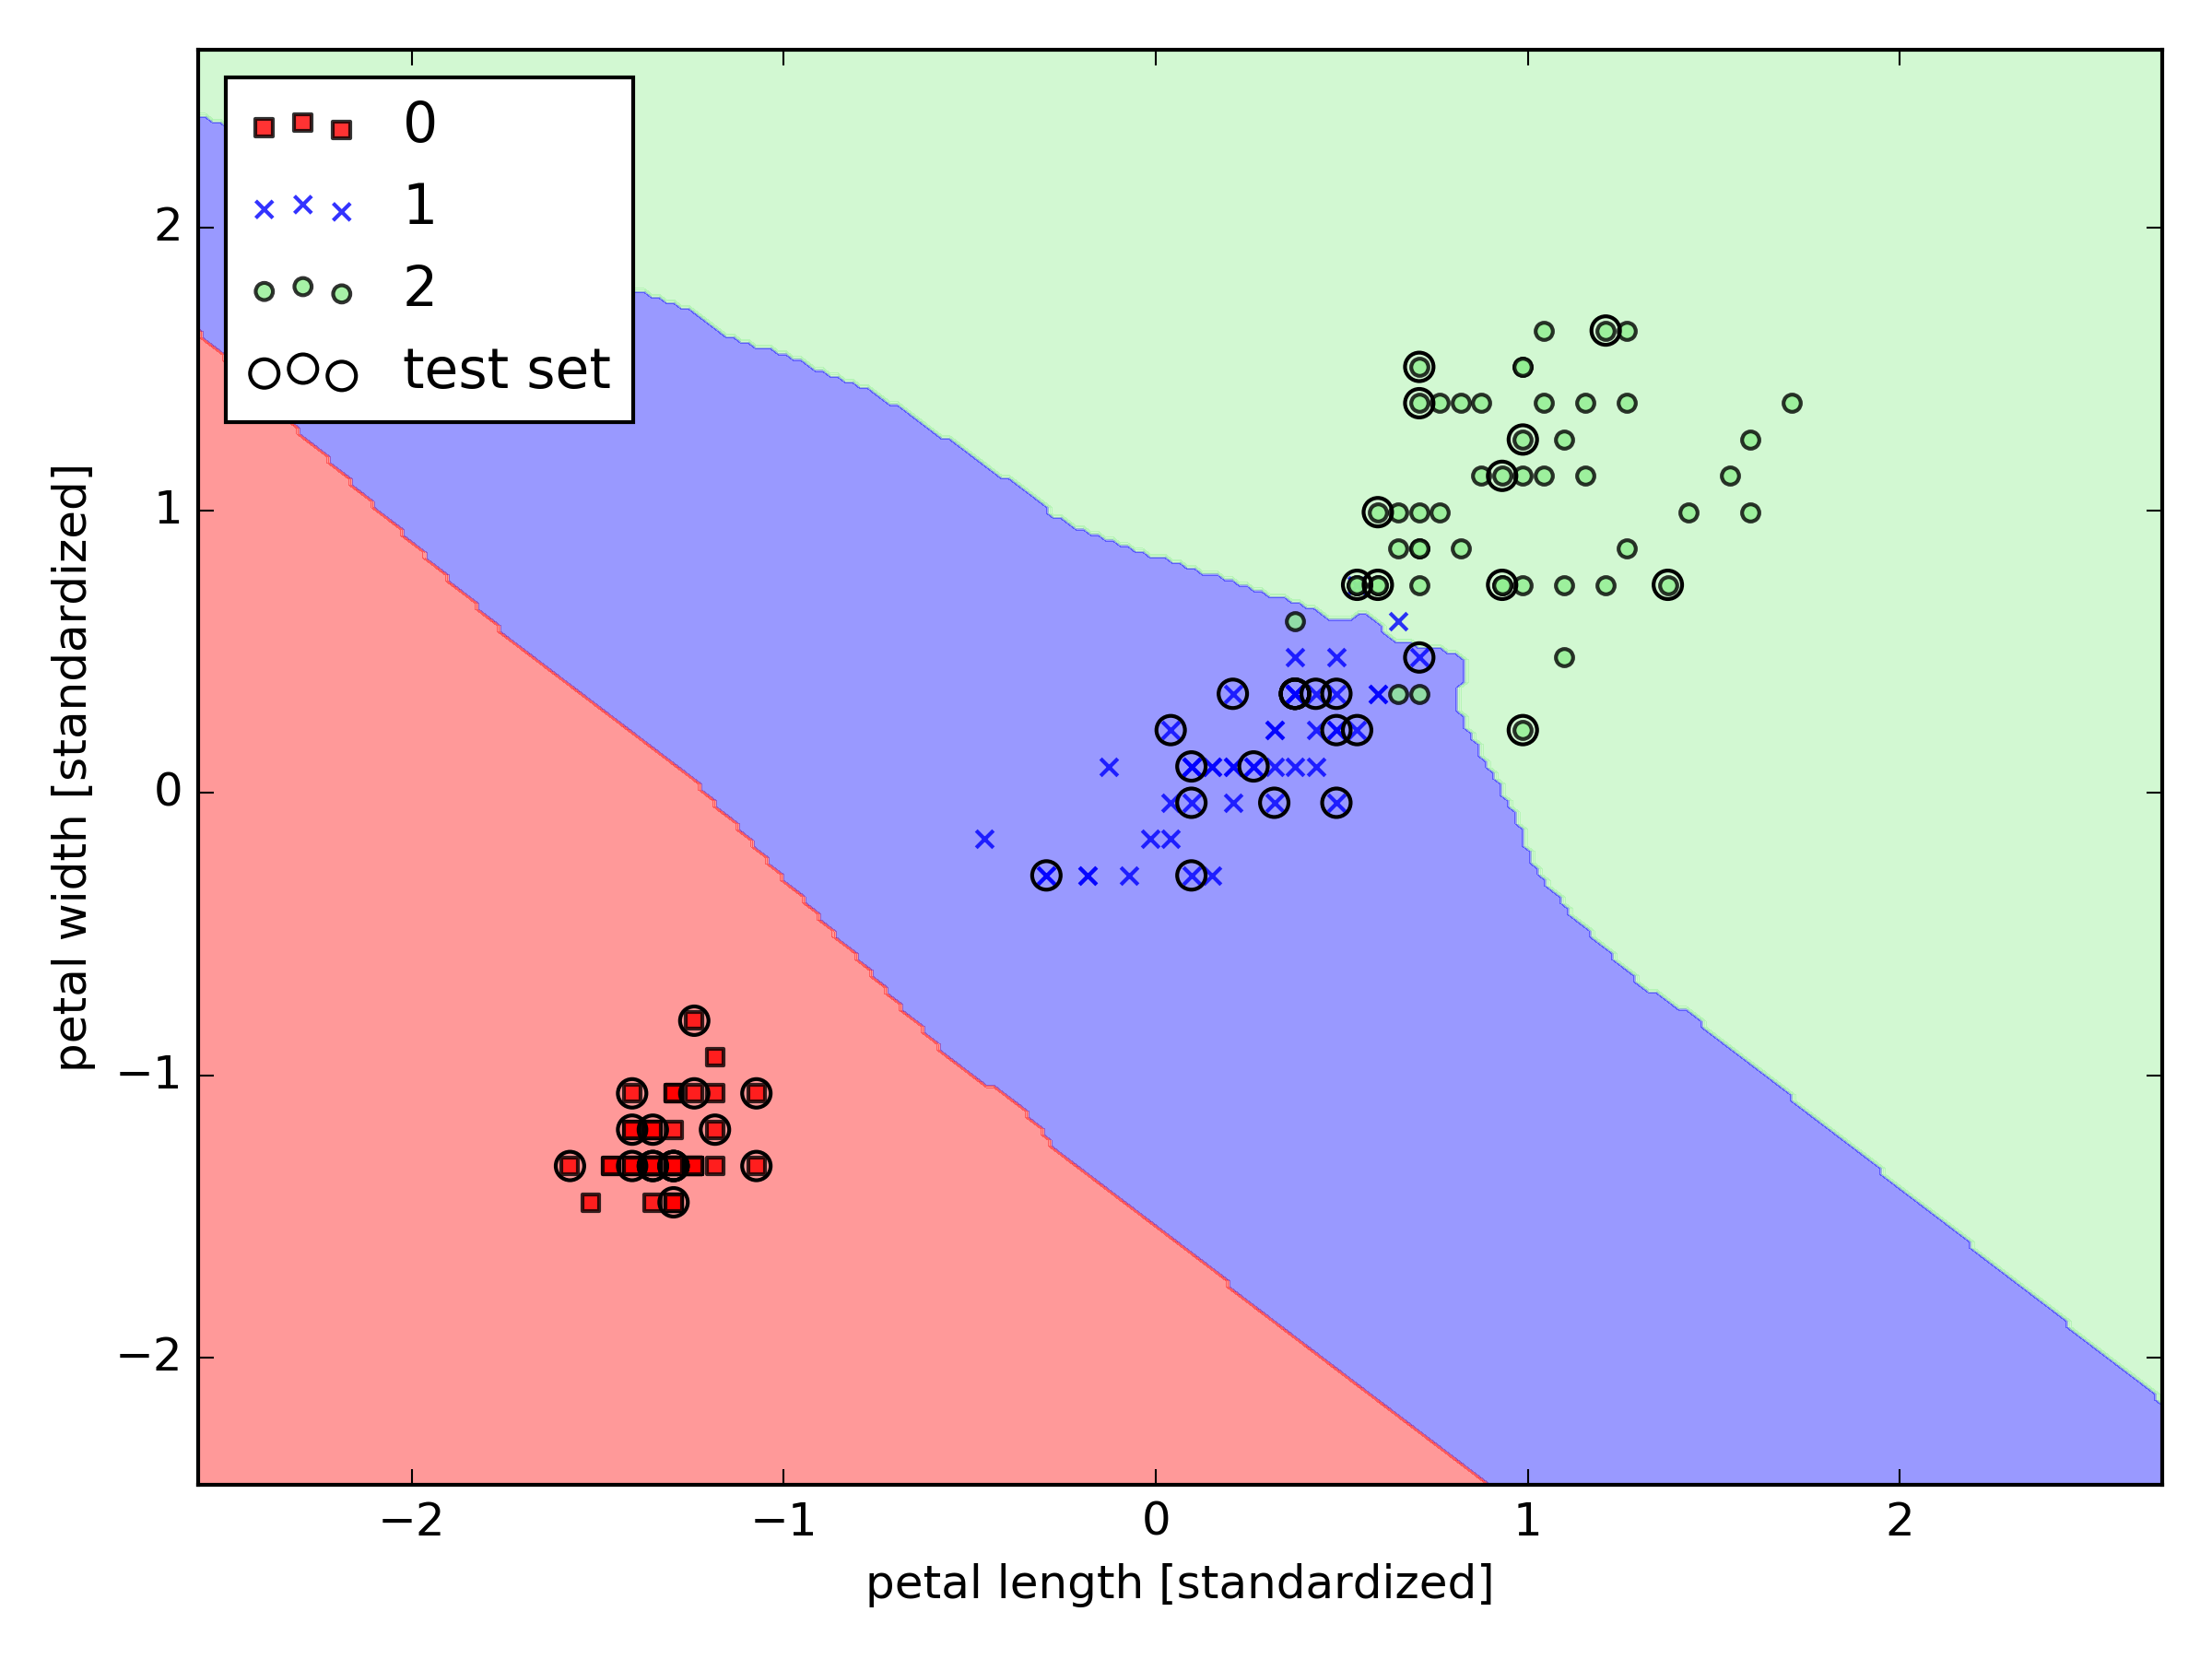 0
1
2
test set
2
1
0
−1
−2
petal width [standardized]
−2 −1 0 1 2
petal length [standardized]